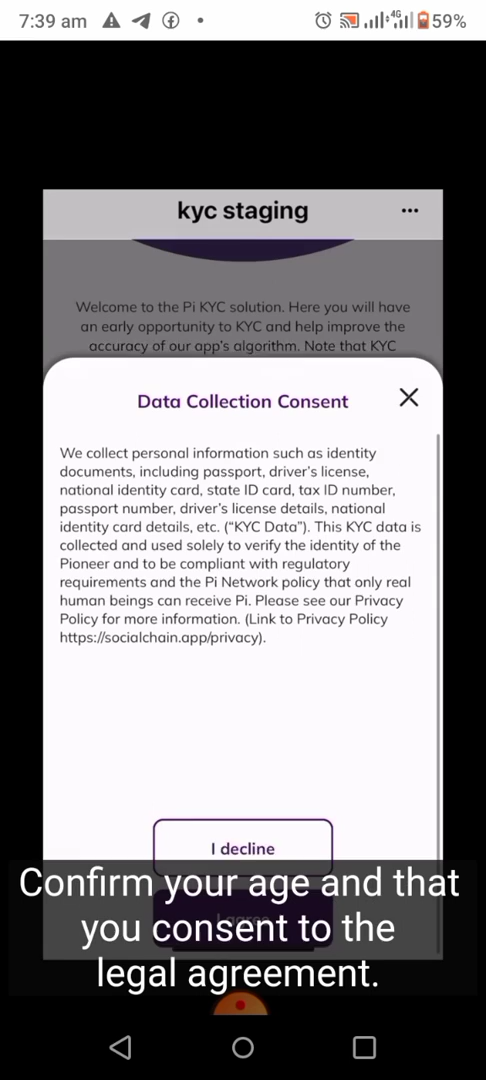 7:39 am
4G
59%
kyc staging
Welcome to the Pi KYC solution. Here you will have
an early opportunity to KYC and help improve the
accuracy of our app's algorithm. Note that KYC
Data Collection Consent
We collect personal information such as identity
documents, including passport, driver's license,
national identity card, state ID card, tax ID number,
passport number, driver's license details, national
identity card details, etc. (“KYC Data”). This KYC data is
collected and used solely to verify the identity of the
Pioneer and to be compliant with regulatory
requirements and the Pi Network policy that only real
human beings can receive Pi. Please see our Privacy
Policy for more information. (Link to Privacy Policy
https://socialchain.app/privacy).
I decline
Confirm your age and that
you consent to the
legal agreement.